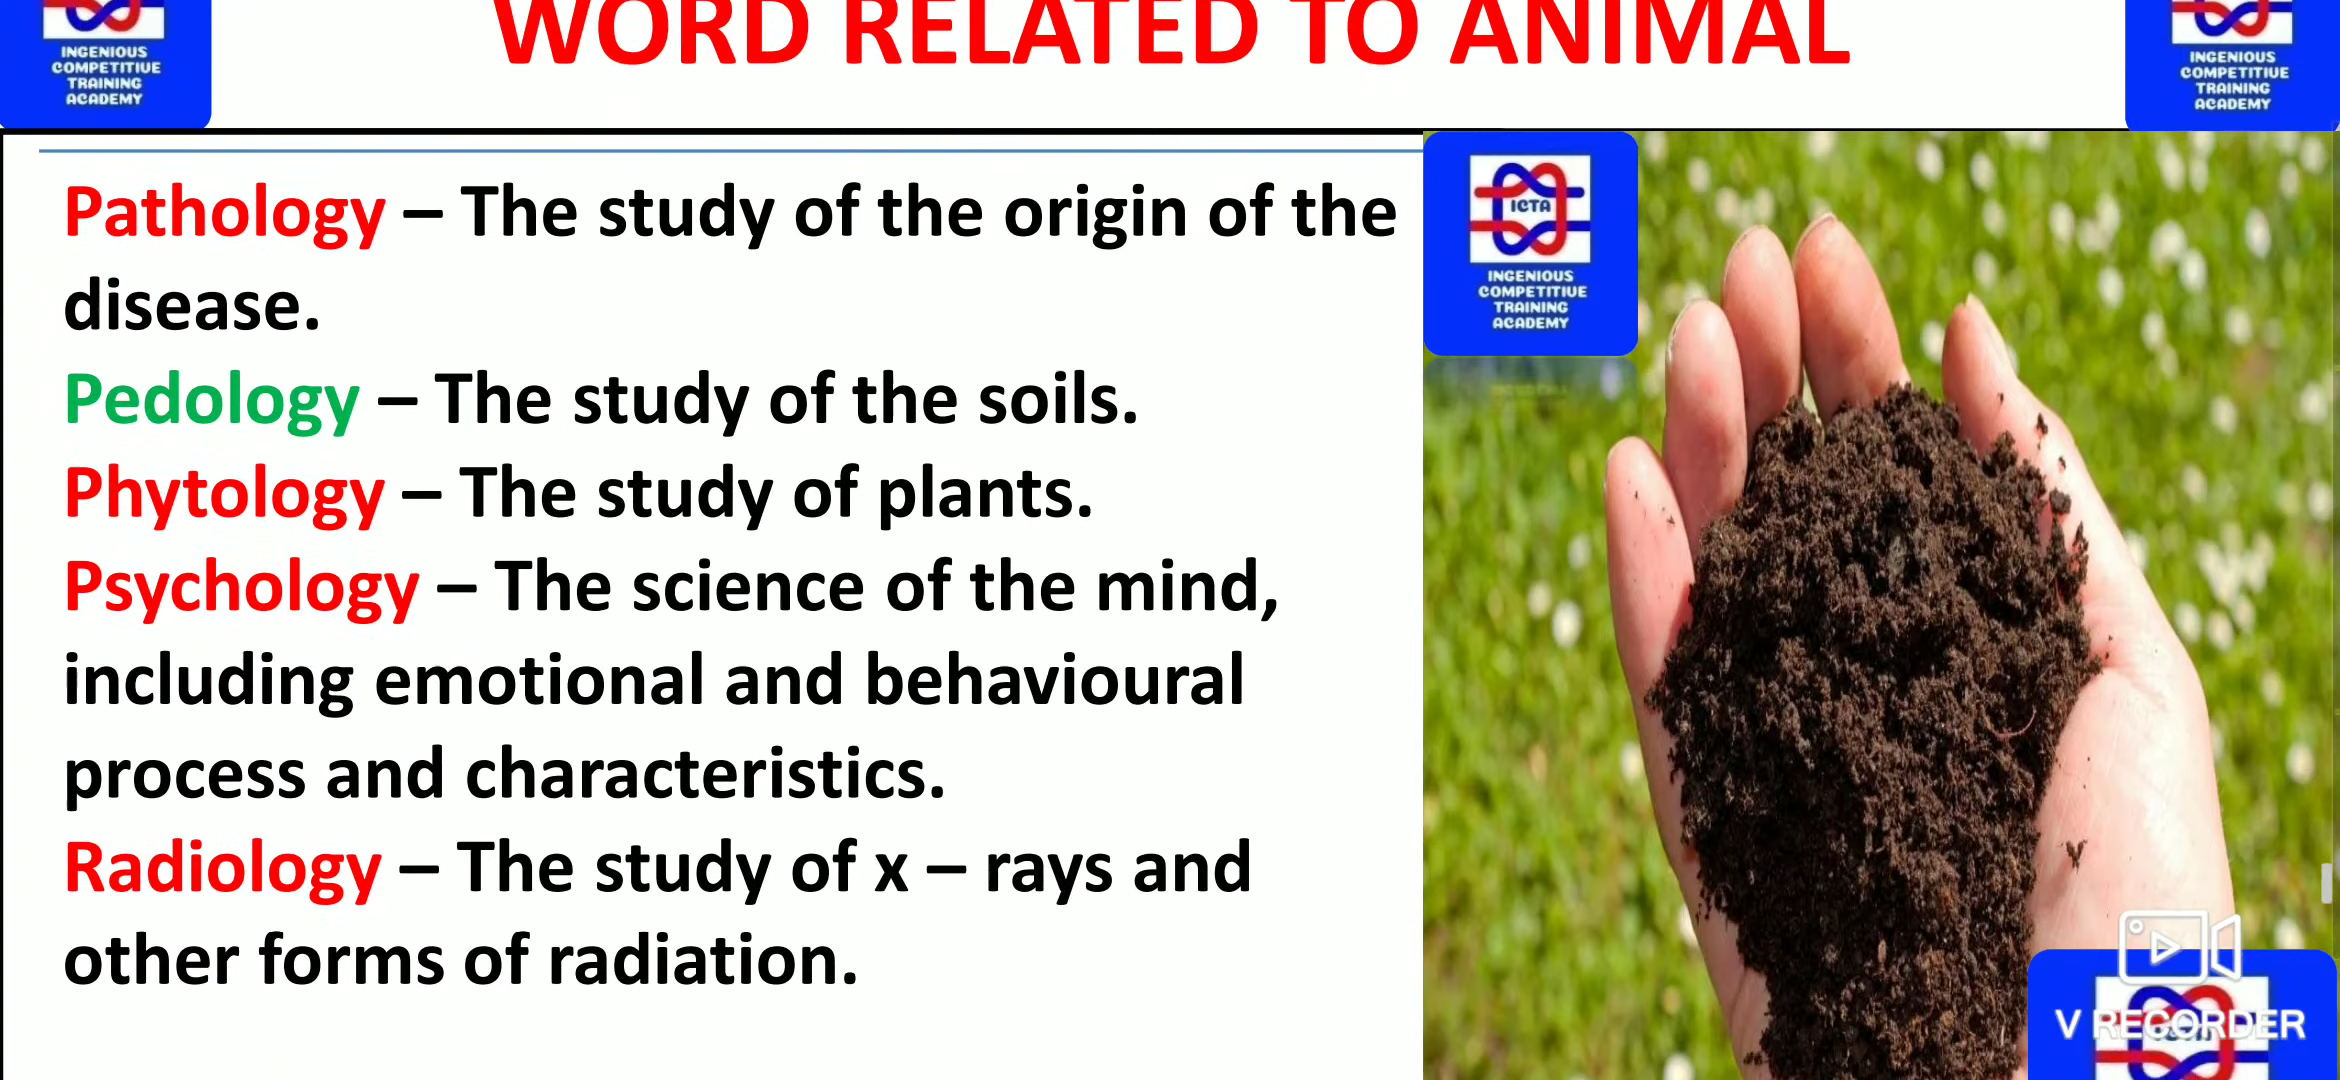 WORD RELATED TO ANIMAL
INGENIOUS
COMPETITIVE
TRAINING
ACADEMY
INGENIOUS
COMPETITIVE
TRAINING
ACADEMY
Pathology – The study of the origin of the
disease.
Pedology – The study of the soils.
Phytology – The study of plants.
Psychology – The science of the mind,
including emotional and behavioural
process and characteristics.
Radiology – The study of x – rays and
other forms of radiation.
ICTA
INGENIOUS
COMPETITIVE
TRAINING
ACADEMY
V RECORDER